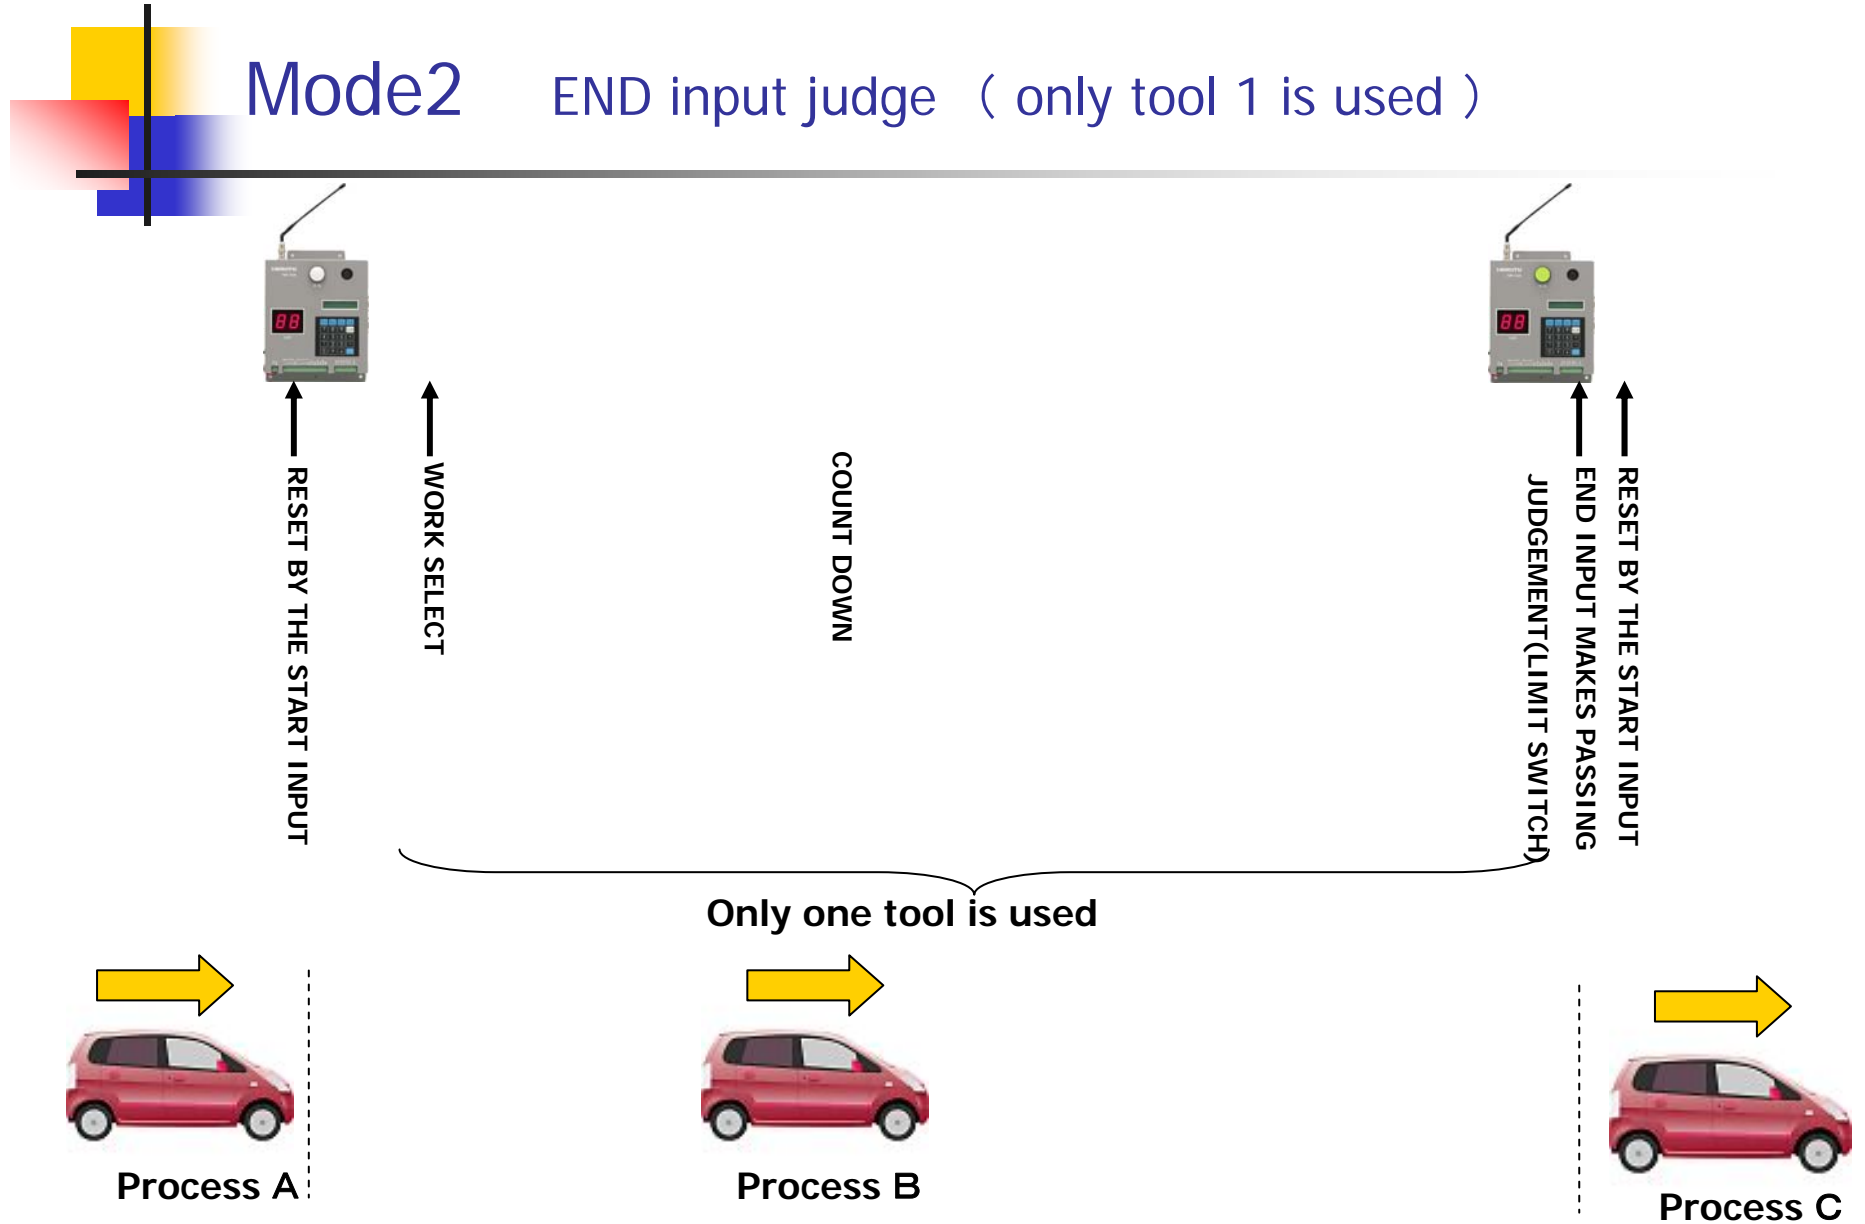 Mode2 END input judge （ only tool 1 is used ）
88
88
RESET BY THE START INPUT
WORK SELECT
COUNT DOWN
JUDGEMENT(LIMIT SWITCH)
END INPUT MAKES PASSING
RESET BY THE START INPUT
Only one tool is used
Process A
Process B
Process C